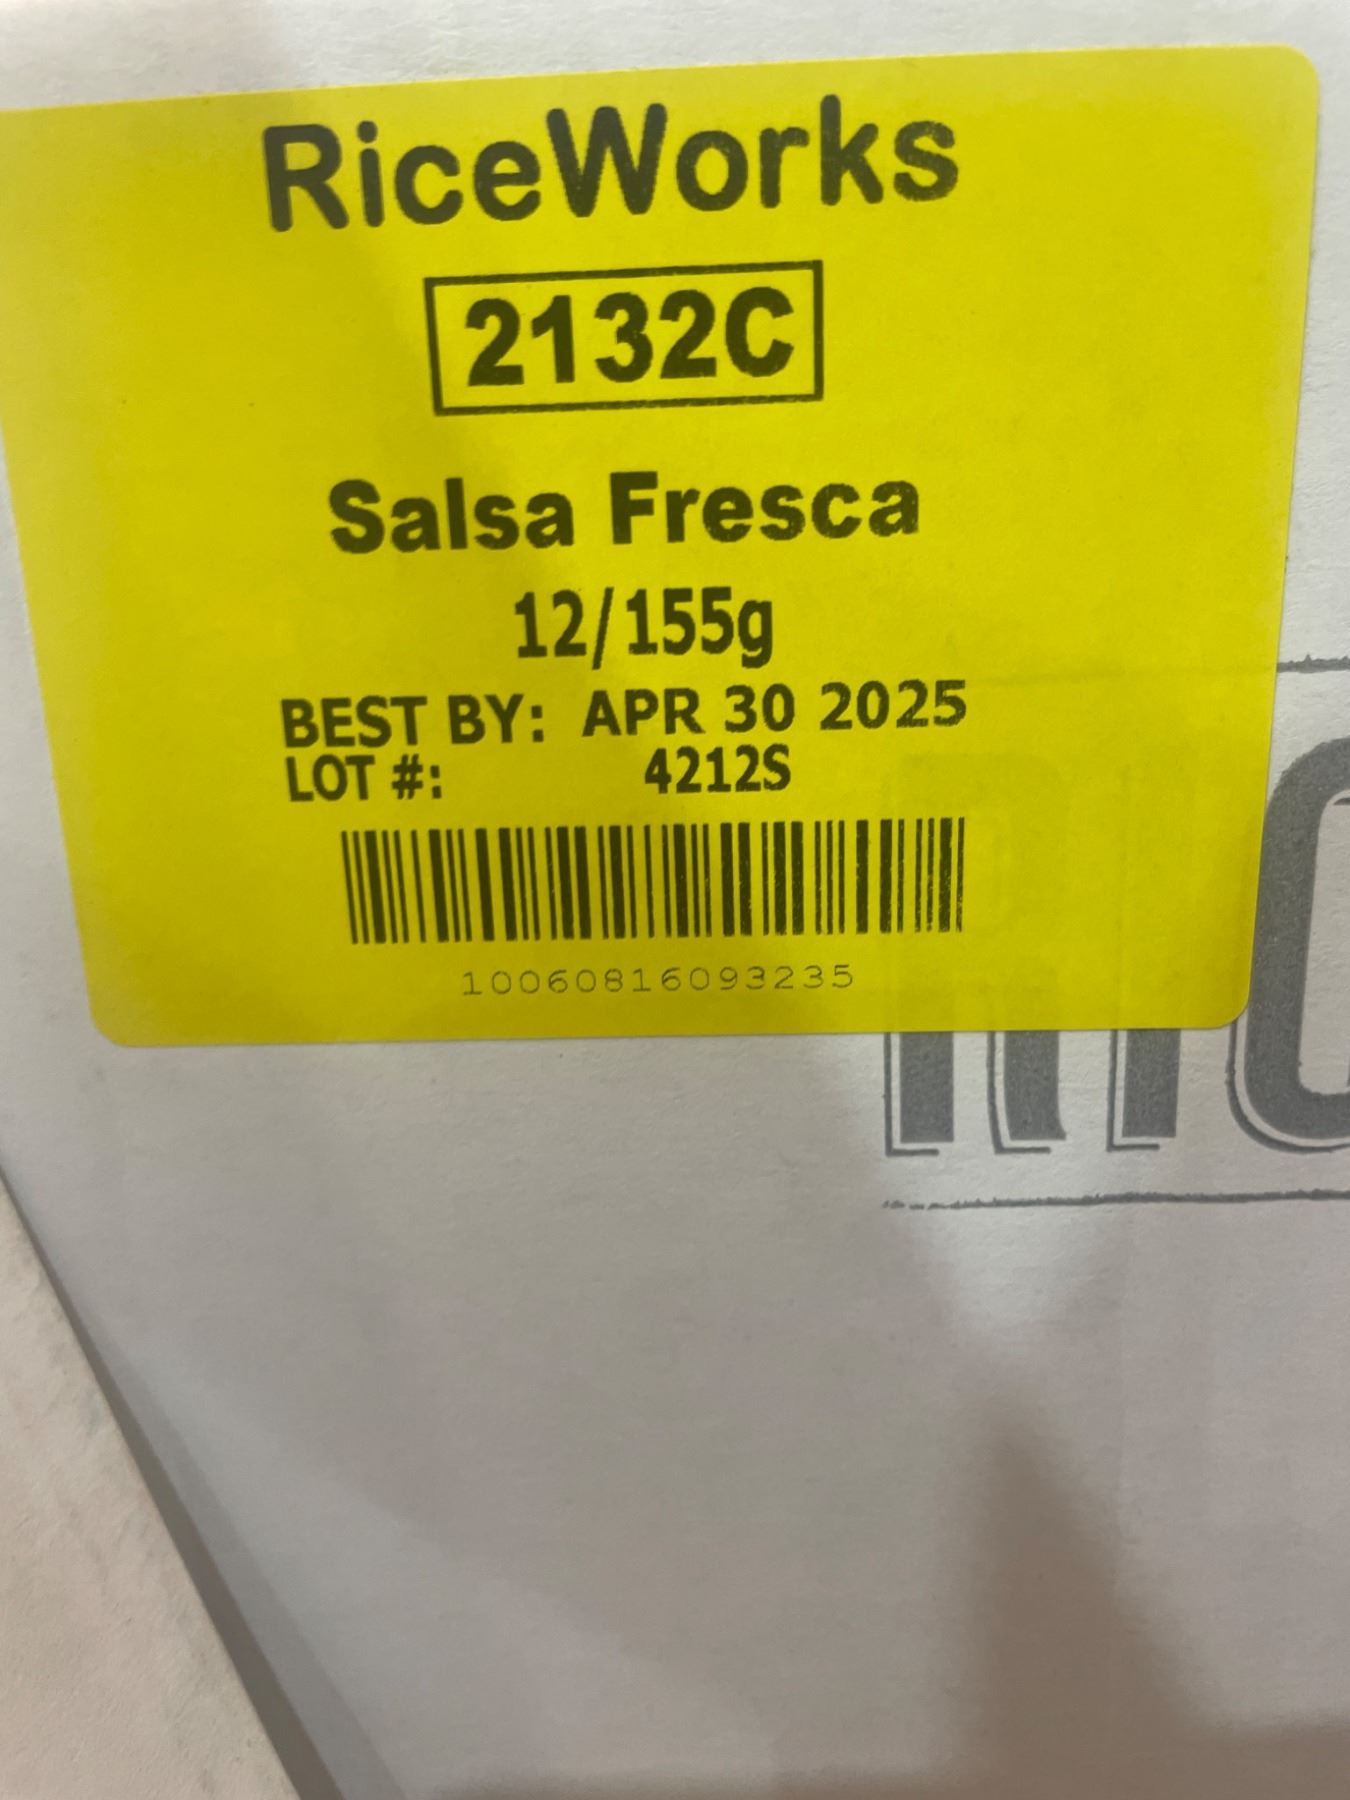 RiceWorks
2132C
Salsa Fresca
12/155g
BEST BY: APR 30 2025
LOT #: 4212S
10060816093235